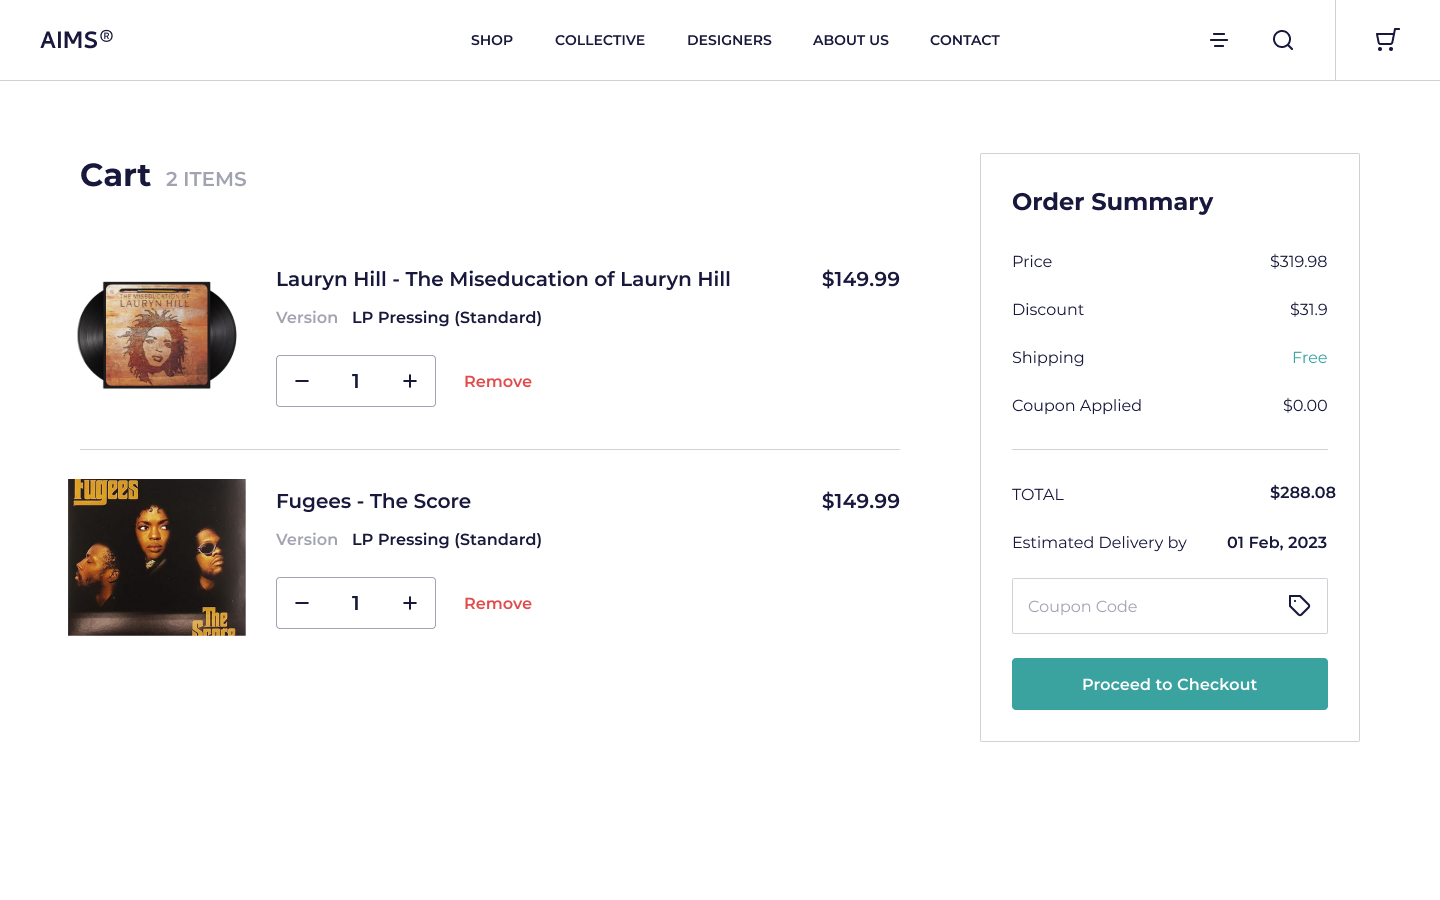 AIMS®
SHOP COLLECTIVE DESIGNERS ABOUT US CONTACT
Cart 2 ITEMS
THE MISEDUCATION OF
LAURYN HILL
Lauryn Hill - The Miseducation of Lauryn Hill $149.99
Version LP Pressing (Standard)
1
Remove
Fugees
The
Score
Fugees - The Score $149.99
Version LP Pressing (Standard)
1
Remove
Order Summary
Price $319.98
Discount $31.9
Shipping Free
Coupon Applied $0.00
TOTAL $288.08
Estimated Delivery by 01 Feb, 2023
Coupon Code
Proceed to Checkout